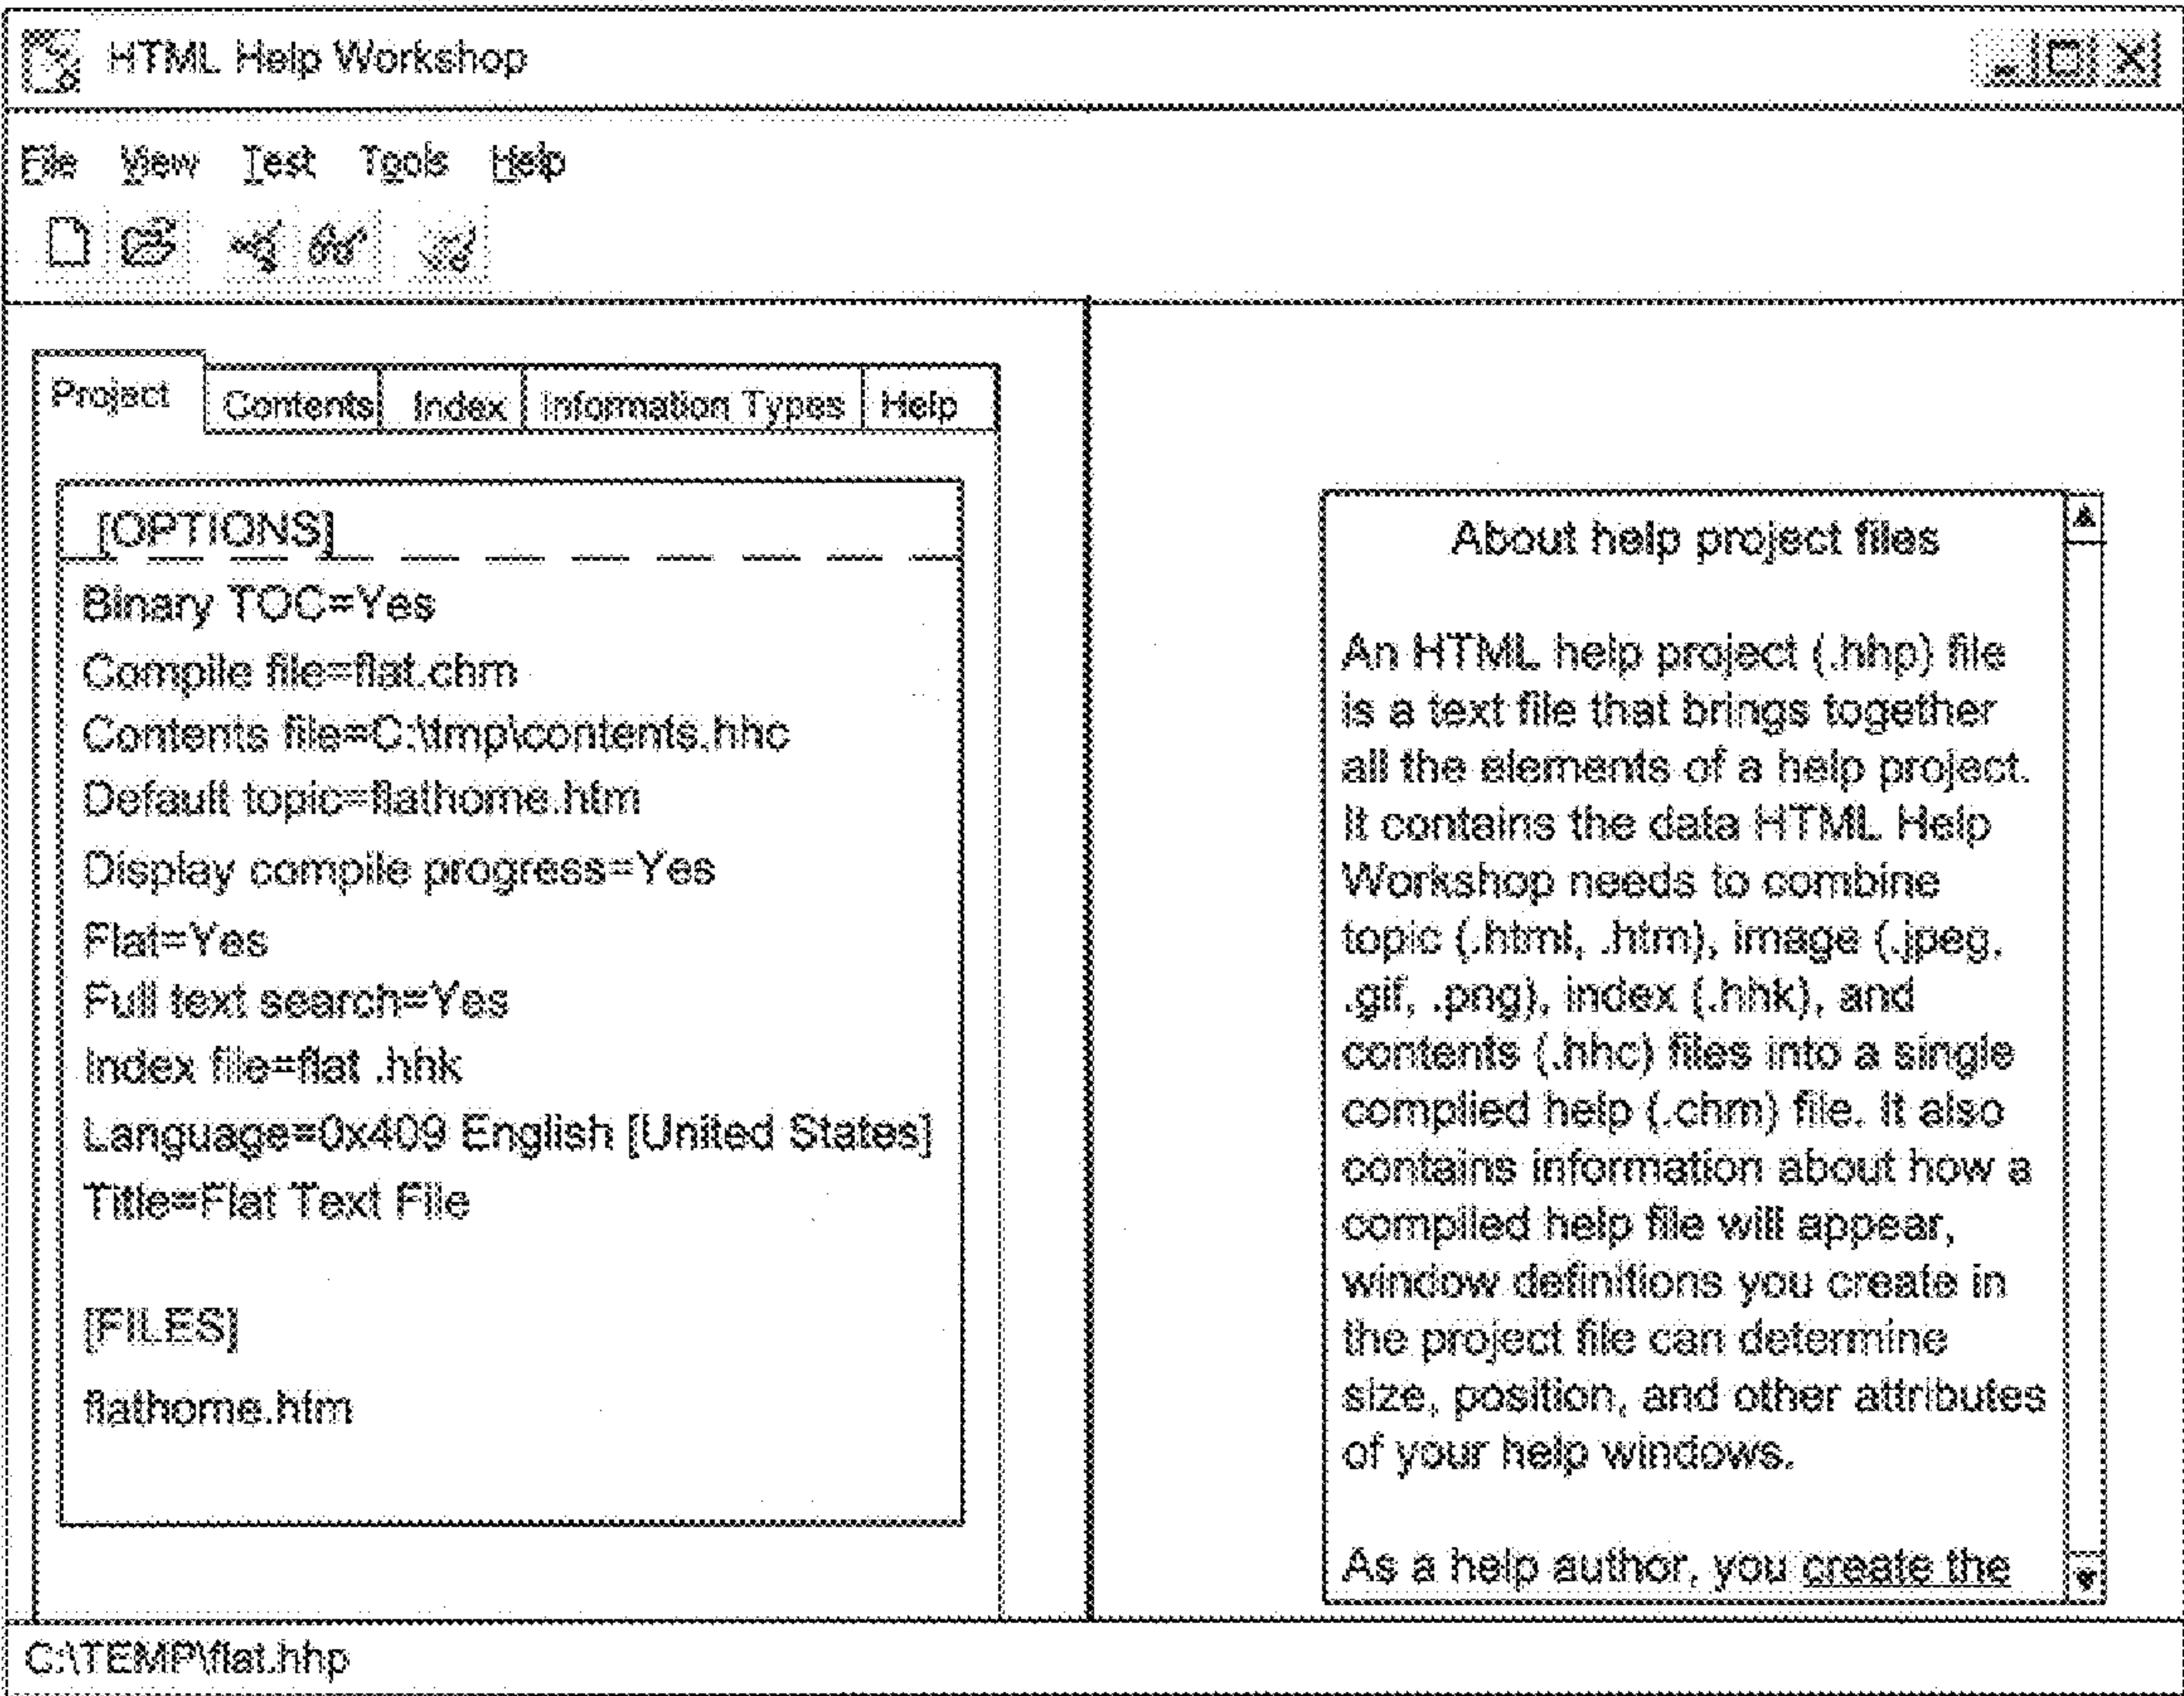 HTML Help Workshop
File View Test Tools Help
Project Contents Index Information Types Help
[OPTIONS]
Binary TOC=Yes
Compile file=flat.chm
Contents file=C:\tmp\contents.hhc
Default topic=flathome.htm
Display compile progress=Yes
Flat=Yes
Full text search=Yes
Index file=flat .hhk
Language=0x409 English [United States]
Title=Flat Text File
[FILES]
flathome.htm
About help project files
An HTML help project (.hhp) file
is a text file that brings together
all the elements of a help project.
It contains the data HTML Help
Workshop needs to combine
topic (.html, .htm), image (.jpeg,
.gif, .png), index (.hhk), and
contents (.hhc) files into a single
complied help (.chm) file. It also
contains information about how a
compiled help file will appear,
window definitions you create in
the project file can determine
size, position, and other attributes
of your help windows.
As a help author, you create the
C:\TEMP\flat.hhp